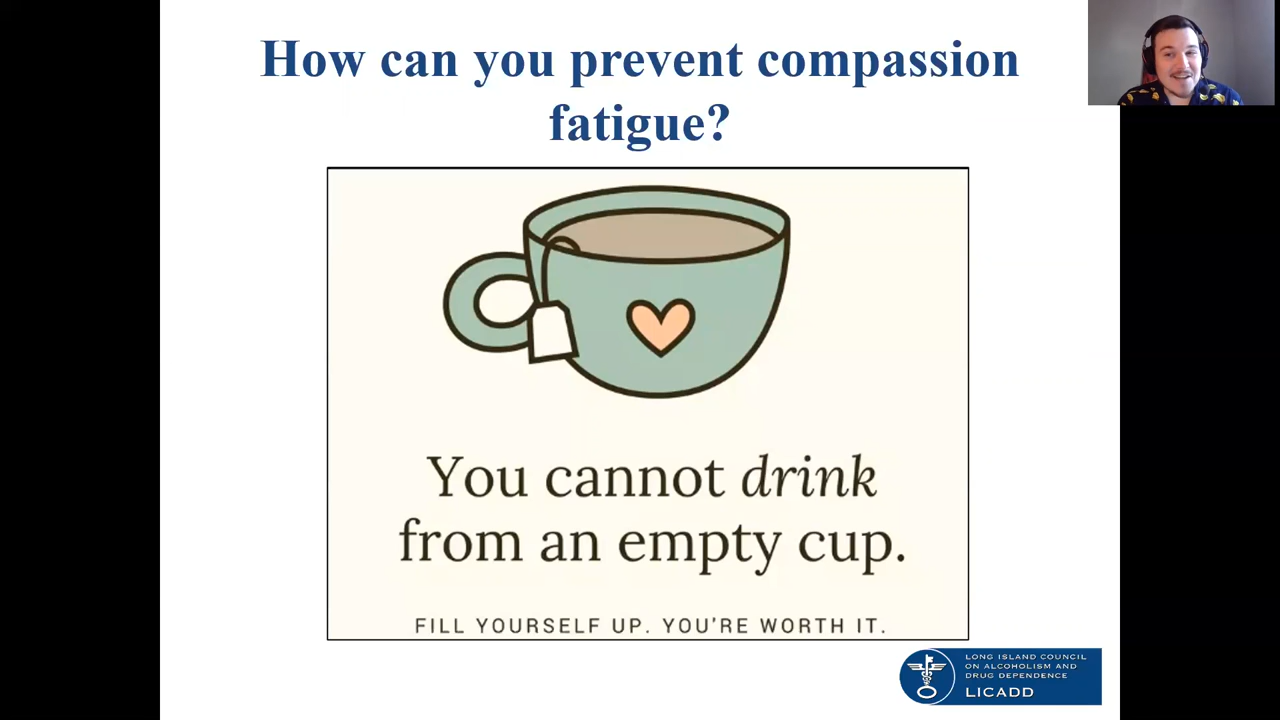 How can you prevent compassion
fatigue?
You cannot drink
from an empty cup.
FILL YOURSELF UP. YOU'RE WORTH IT.
LONG ISLAND COUNCIL
ON ALCOHOLISM AND
DRUG DEPENDENCE
LICADD